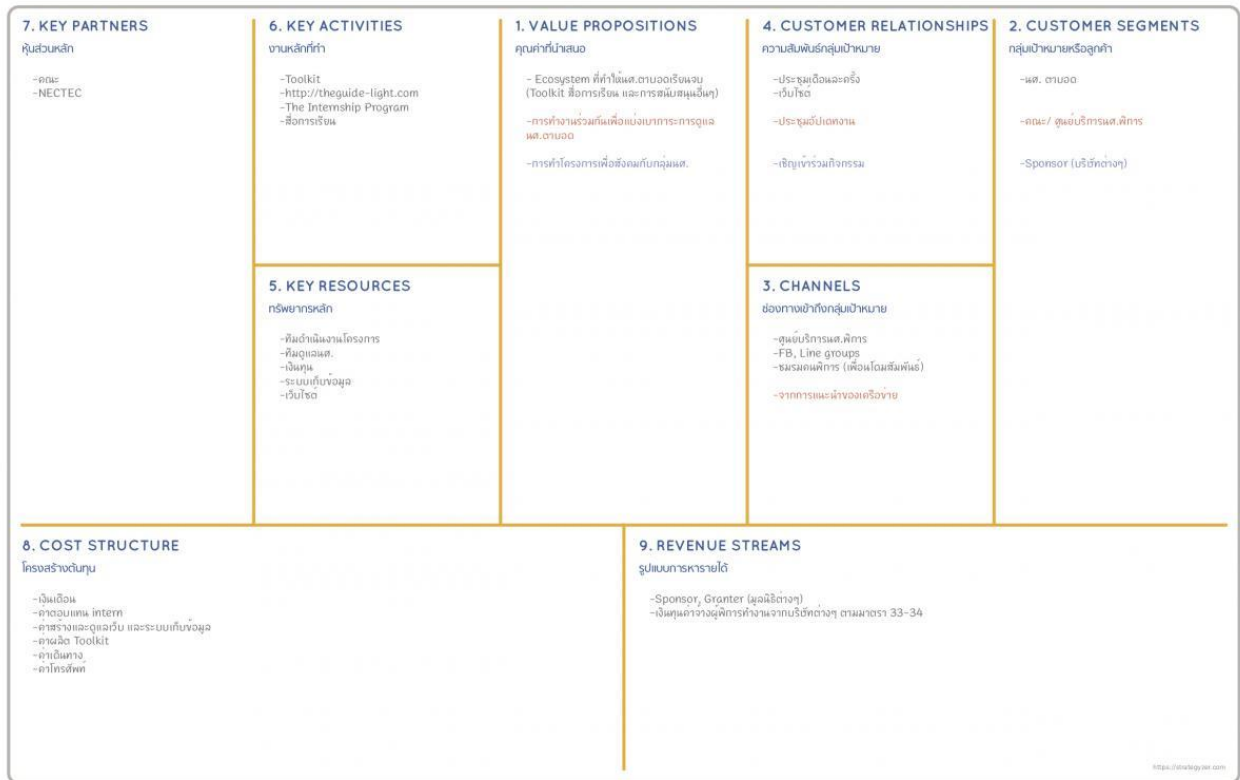 7. KEY PARTNERS
หุ้นส่วนหลัก
-คณะ
-NECTEC
6. KEY ACTIVITIES
งานหลักที่ทำ
-Toolkit
-http://theguide-light.com
-The Internship Program
-สื่อการเรียน
1. VALUE PROPOSITIONS
คุณค่าที่นำเสนอ
- Ecosystem ที่ทำให้นศ.ตาบอดเรียนจบ
(Toolkit สื่อการเรียน และการสนับสนุนอื่นๆ)
-การทำงานร่วมกันเพื่อแบ่งเบาภาระการดูแล
นศ.ตาบอด
-การทำโครงการเพื่อสังคมกับกลุ่มนศ.
4. CUSTOMER RELATIONSHIPS
ความสัมพันธ์กลุ่มเป้าหมาย
-ประชุมเดือนละครั้ง
-เว็บไซต์
-ประชุมอัปเดทงาน
-เชิญเข้าร่วมกิจกรรม
2. CUSTOMER SEGMENTS
กลุ่มเป้าหมายหรือลูกค้า
-นศ. ตาบอด
-คณะ/ ศูนย์บริการนศ.พิการ
-Sponsor (บริษัทต่างๆ)
5. KEY RESOURCES
ทรัพยากรหลัก
-ทีมดำเนินงานโครงการ
-ทีมดูแลนศ.
-เงินทุน
-ระบบเก็บข้อมูล
-เว็บไซต์
3. CHANNELS
ช่องทางเข้าถึงกลุ่มเป้าหมาย
-ศูนย์บริการนศ.พิการ
-FB, Line groups
-ชมรมคนพิการ (เพื่อนโดมสัมพันธ์)
-จากการแนะนำของเครือข่าย
8. COST STRUCTURE
โครงสร้างต้นทุน
-เงินเดือน
-ค่าตอบแทน intern
-ค่าสร้างและดูแลเว็บ และระบบเก็บข้อมูล
-ค่าผลิต Toolkit
-ค่าเดินทาง
-ค่าโทรศัพท์
9. REVENUE STREAMS
รูปแบบการหารายได้
-Sponsor, Granter (มูลนิธิต่างๆ)
-เงินทุนค่าจ้างผู้พิการทำงานจากบริษัทต่างๆ ตามมาตรา 33-34
https://strategyzer.com